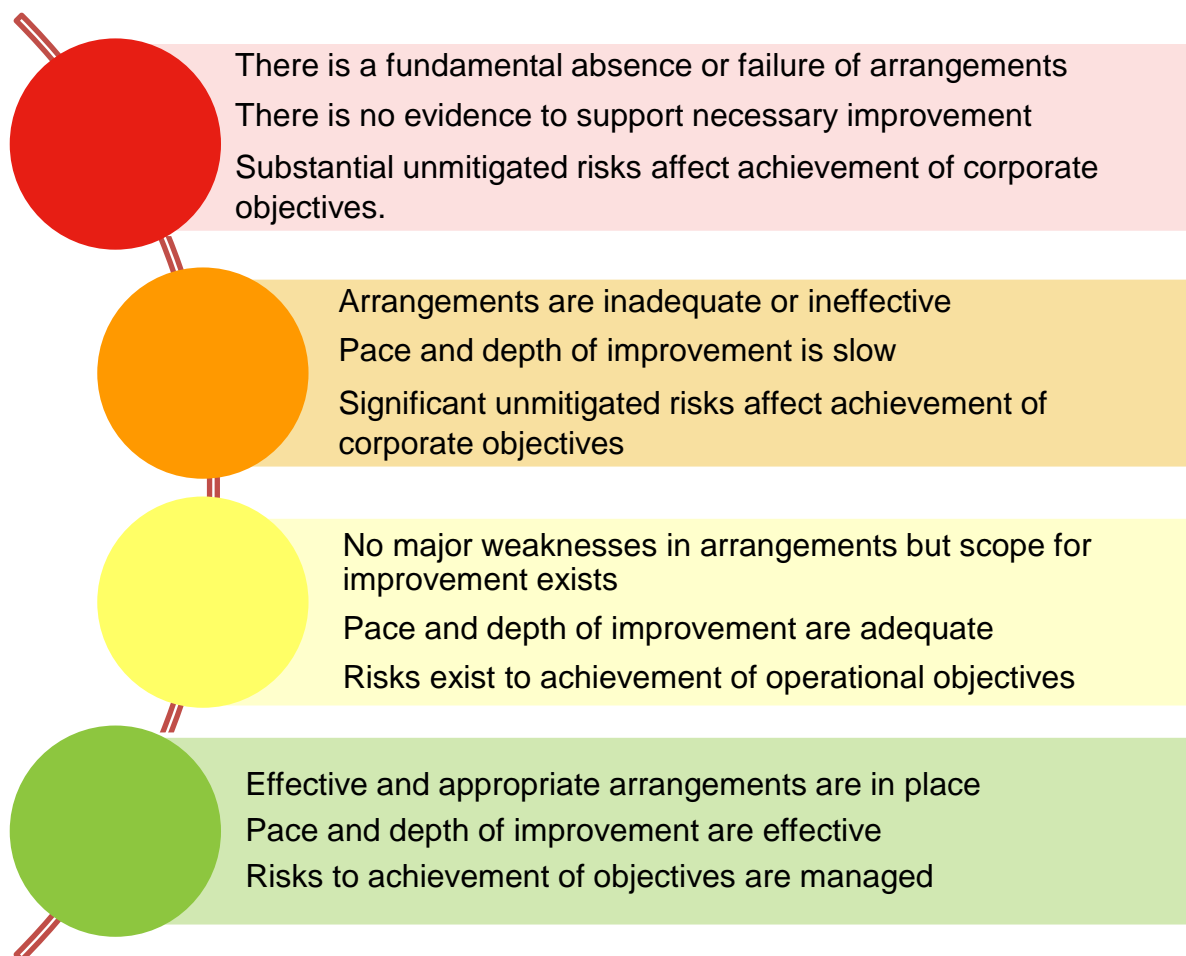 There is a fundamental absence or failure of arrangements
There is no evidence to support necessary improvement
Substantial unmitigated risks affect achievement of corporate
objectives.
Arrangements are inadequate or ineffective
Pace and depth of improvement is slow
Significant unmitigated risks affect achievement of
corporate objectives
No major weaknesses in arrangements but scope for
improvement exists
Pace and depth of improvement are adequate
Risks exist to achievement of operational objectives
Effective and appropriate arrangements are in place
Pace and depth of improvement are effective
Risks to achievement of objectives are managed